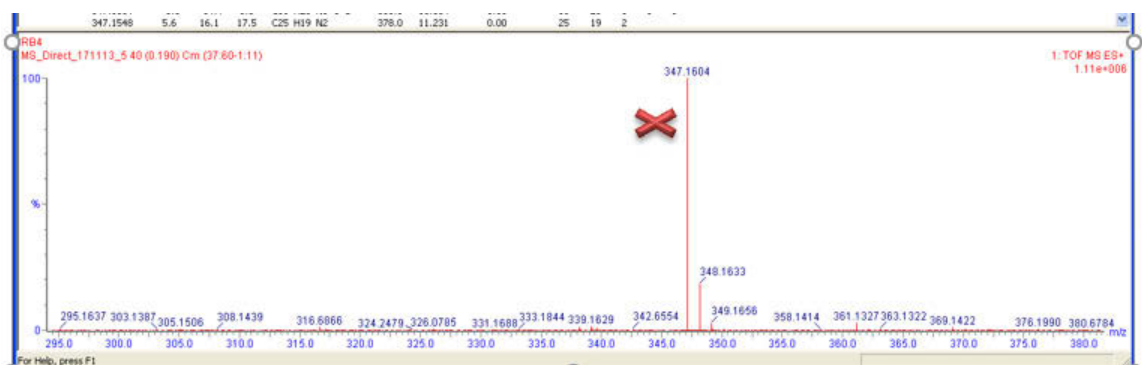 347.1548 5.6 16.1 17.5 C25 H19 N2 378.0 11.231 0.00 25 19 2
RB4
MS_Direct_171113_5 40 (0.190) Cm (37:60-1:11)
1: TOF MS ES+
1.11e+006
100
%
0
347.1604
348.1633
349.1656
295.1637 303.1387 305.1506 308.1439 316.6866 324.2479 326.0785 331.1688 333.1844 339.1629 342.6554 358.1414 361.1327 363.1322 369.1422 376.1990 380.6784
m/z
295.0 300.0 305.0 310.0 315.0 320.0 325.0 330.0 335.0 340.0 345.0 350.0 355.0 360.0 365.0 370.0 375.0 380.0
For Help, press F1